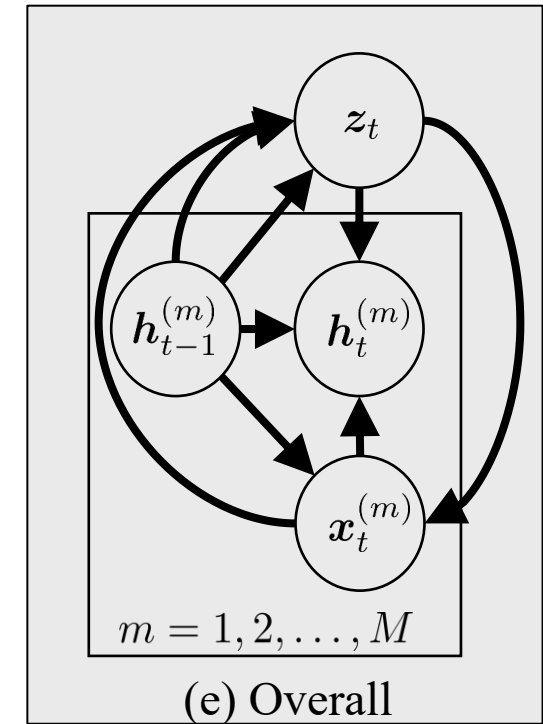 z_t
h_{t-1}^{(m)} h_t^{(m)}
x_t^{(m)}
m = 1, 2, . . . , M
(e) Overall